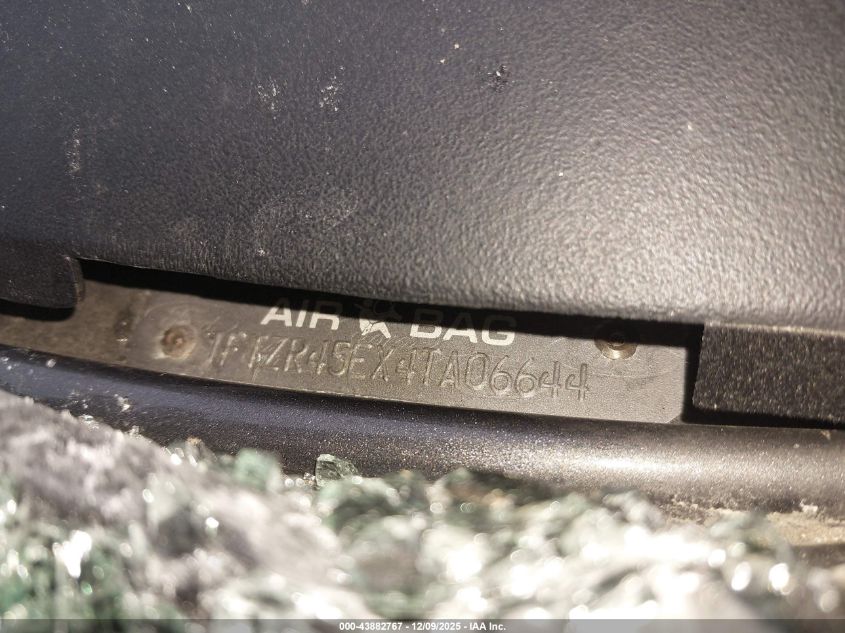 AIR BAG
1FTZR45EX4TA06644
000-43882767 • 12/09/2025 - IAA Inc.